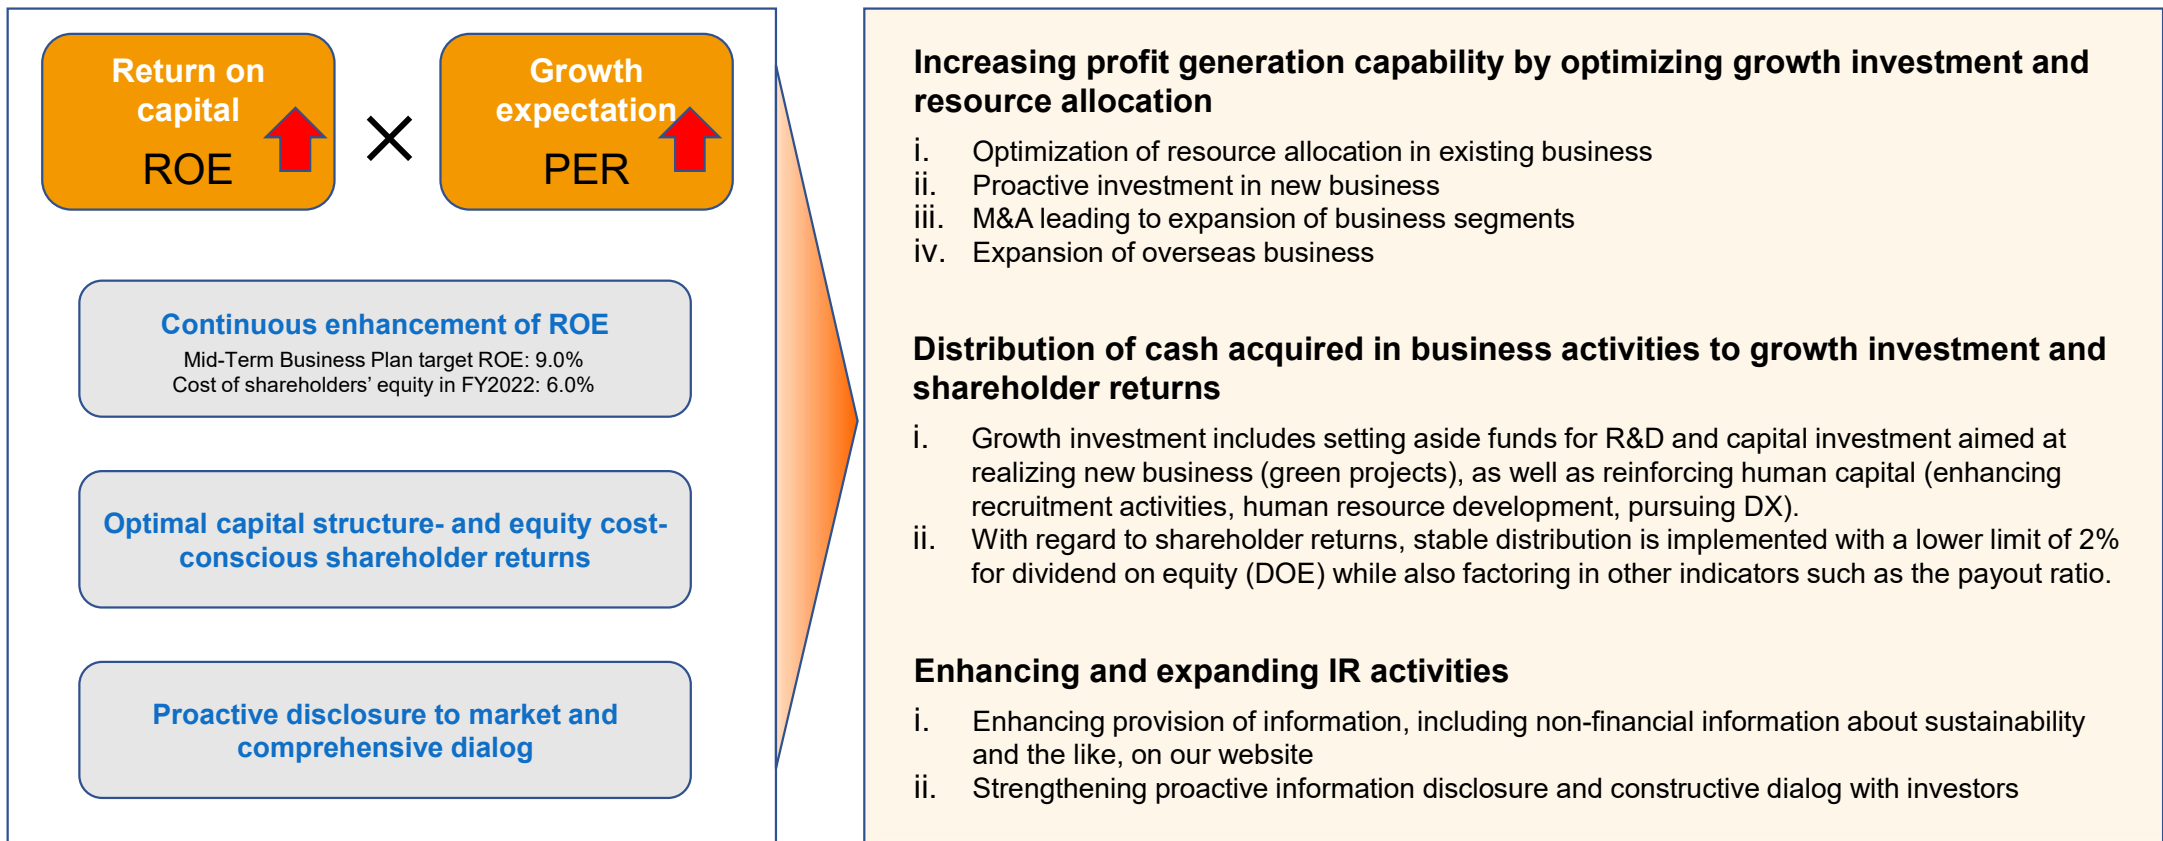 Return on
capital
ROE
×
Growth
expectation
PER
Continuous enhancement of ROE
Mid-Term Business Plan target ROE: 9.0%
Cost of shareholders’ equity in FY2022: 6.0%
Optimal capital structure- and equity cost-
conscious shareholder returns
Proactive disclosure to market and
comprehensive dialog
Increasing profit generation capability by optimizing growth investment and
resource allocation
i. Optimization of resource allocation in existing business
ii. Proactive investment in new business
iii. M&A leading to expansion of business segments
iv. Expansion of overseas business
Distribution of cash acquired in business activities to growth investment and
shareholder returns
i. Growth investment includes setting aside funds for R&D and capital investment aimed at
realizing new business (green projects), as well as reinforcing human capital (enhancing
recruitment activities, human resource development, pursuing DX).
ii. With regard to shareholder returns, stable distribution is implemented with a lower limit of 2%
for dividend on equity (DOE) while also factoring in other indicators such as the payout ratio.
Enhancing and expanding IR activities
i. Enhancing provision of information, including non-financial information about sustainability
and the like, on our website
ii. Strengthening proactive information disclosure and constructive dialog with investors